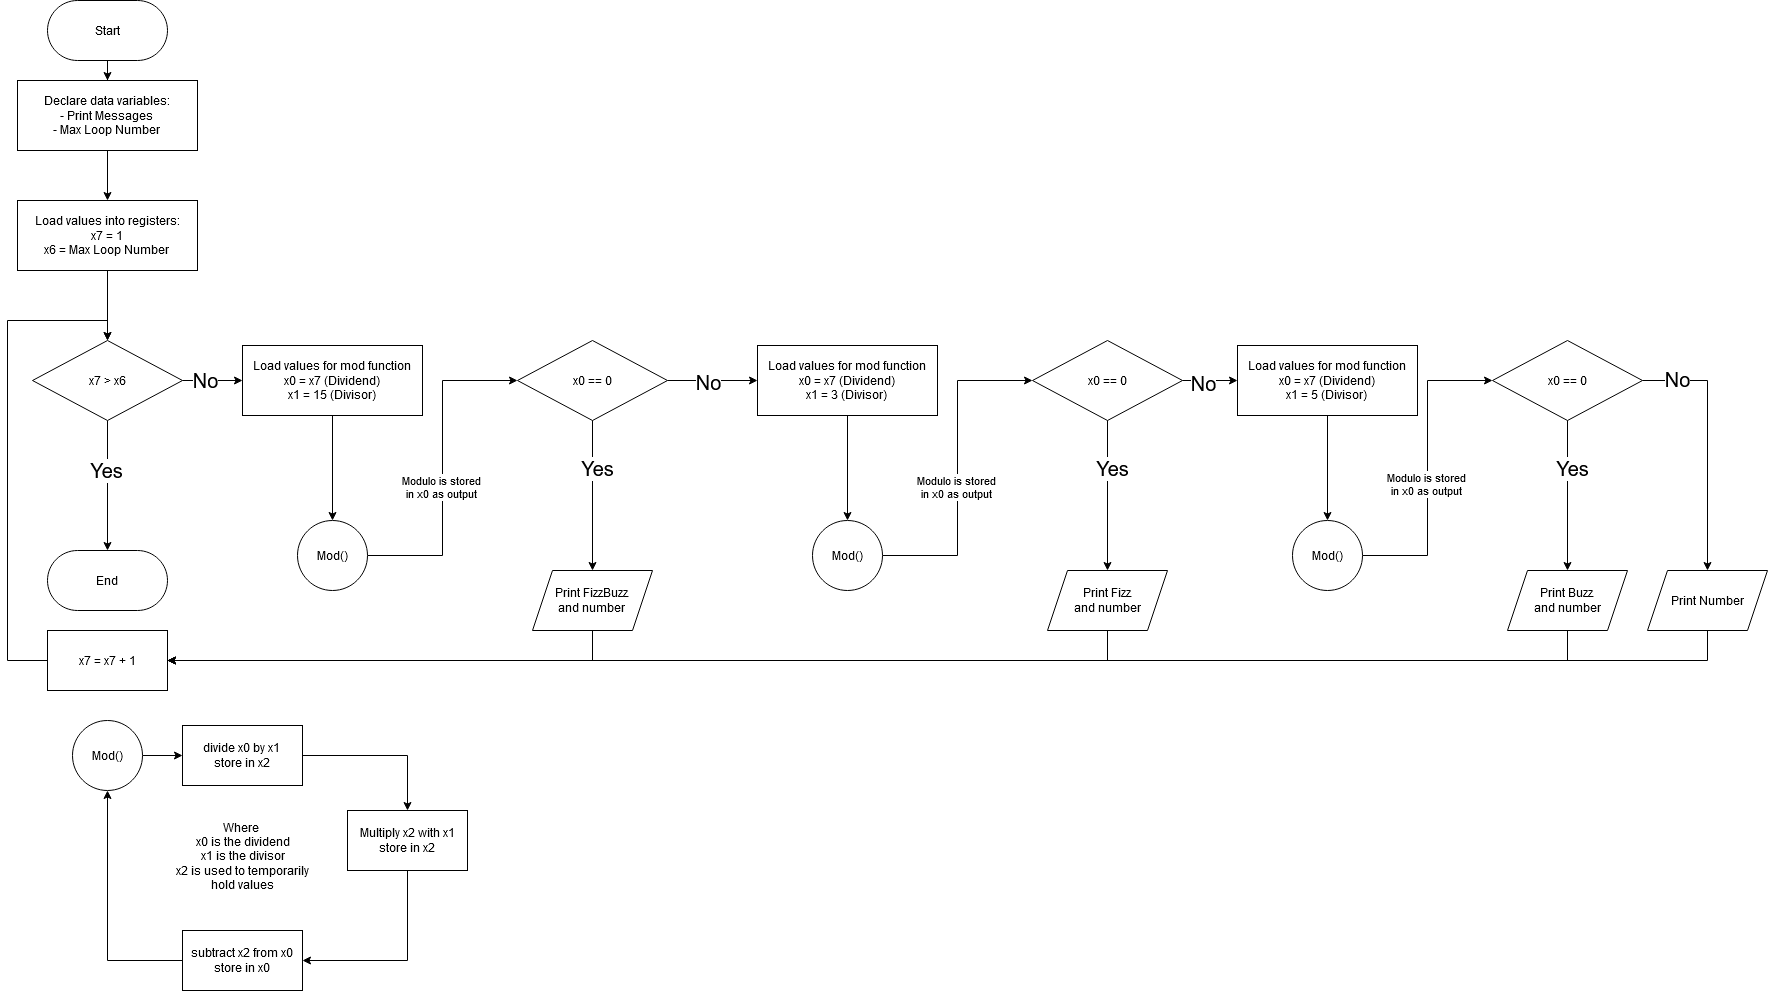 Start
Declare data variables:
- Print Messages
- Max Loop Number
Load values into registers:
x7 = 1
x6 = Max Loop Number
x7 > x6
No
Load values for mod function
x0 = x7 (Dividend)
x1 = 15 (Divisor)
x0 == 0
No
Load values for mod function
x0 = x7 (Dividend)
x1 = 3 (Divisor)
x0 == 0
No
Load values for mod function
x0 = x7 (Dividend)
x1 = 5 (Divisor)
x0 == 0
No
Yes
Modulo is stored
in x0 as output
Yes
Modulo is stored
in x0 as output
Yes
Modulo is stored
in x0 as output
Yes
End
Mod()
Print FizzBuzz
and number
Mod()
Print Fizz
and number
Mod()
Print Buzz
and number
Print Number
x7 = x7 + 1
Mod()
divide x0 by x1
store in x2
Multiply x2 with x1
store in x2
Where
x0 is the dividend
x1 is the divisor
x2 is used to temporarily
hold values
subtract x2 from x0
store in x0